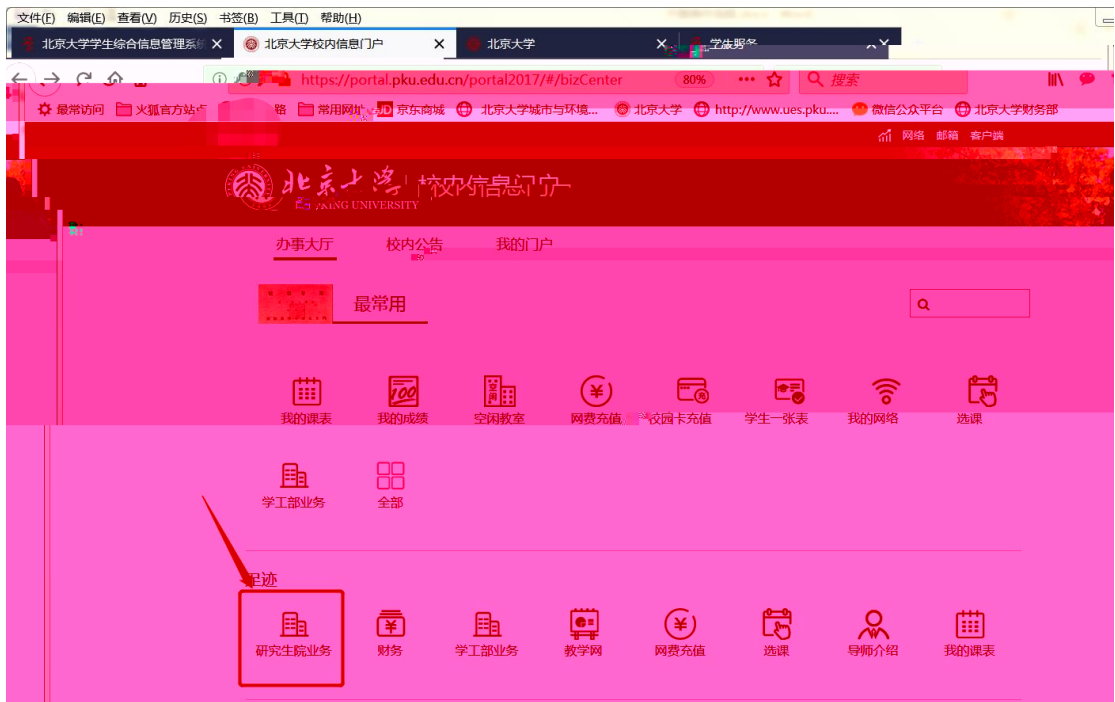 文件(F) 编辑(E) 查看(V) 历史(S) 书签(B) 工具(T) 帮助(H)
北京大学学生综合信息管理系统 × 北京大学校内信息门户 × 北京大学 ×
https://portal.pku.edu.cn/portal2017/#/bizCenter 80% ••• 搜索
最常访问 火狐官方站点 常用网址 京东商城 北京大学城市与环境... 北京大学 http://www.ues.pku.... 微信公众平台 北京大学财务部
网络 邮箱 客户端
北京大学 校内信息门户
UNIVERSITY
办事大厅 校内公告 我的门户
最常用
我的课表 我的成绩 空闲教室 网费充值 校园卡充值 学生一张表 我的网络 选课
学工部业务 全部
足迹
研究生院业务 财务 学工部业务 教学网 网费充值 选课 导师介绍 我的课表